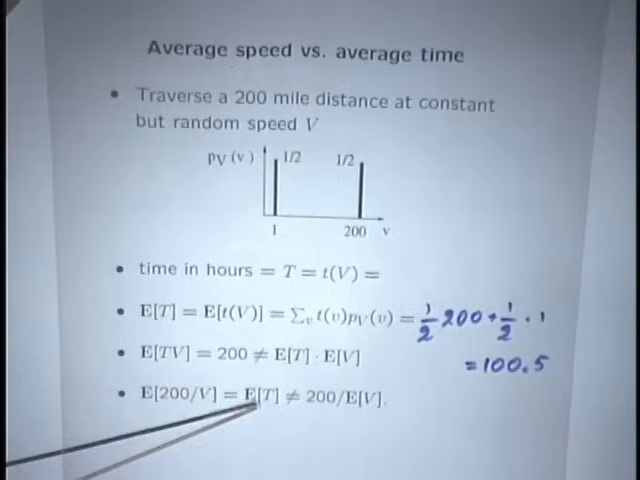 Average speed vs. average time
• Traverse a 200 mile distance at constant
but random speed V
pV (v) 1/2 1/2
1 200 v
• time in hours = T = t(V) =
• E[T] = E[t(V)] = ∑v t(v)pV(v) = 1/2 200 + 1/2 · 1
• E[TV] = 200 ≠ E[T] · E[V] = 100.5
• E[200/V] = E[T] ≠ 200/E[V].